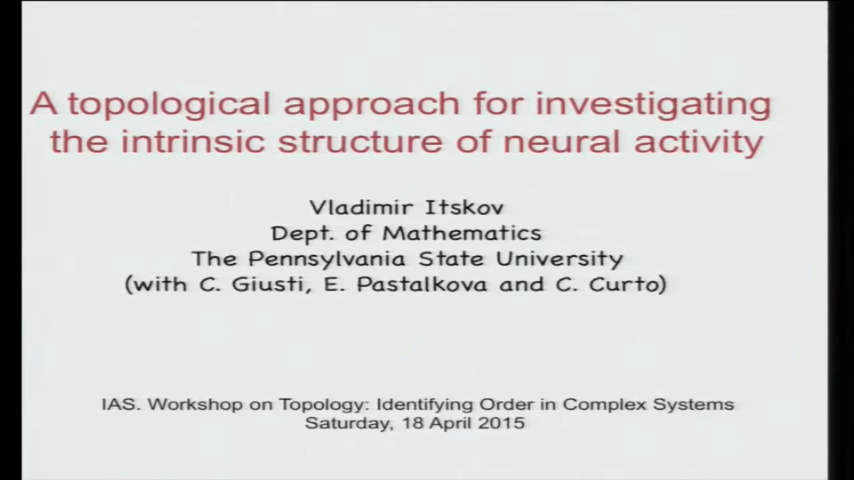 A topological approach for investigating
the intrinsic structure of neural activity
Vladimir Itskov
Dept. of Mathematics
The Pennsylvania State University
(with C. Giusti, E. Pastalkova and C. Curto)
IAS. Workshop on Topology: Identifying Order in Complex Systems
Saturday, 18 April 2015